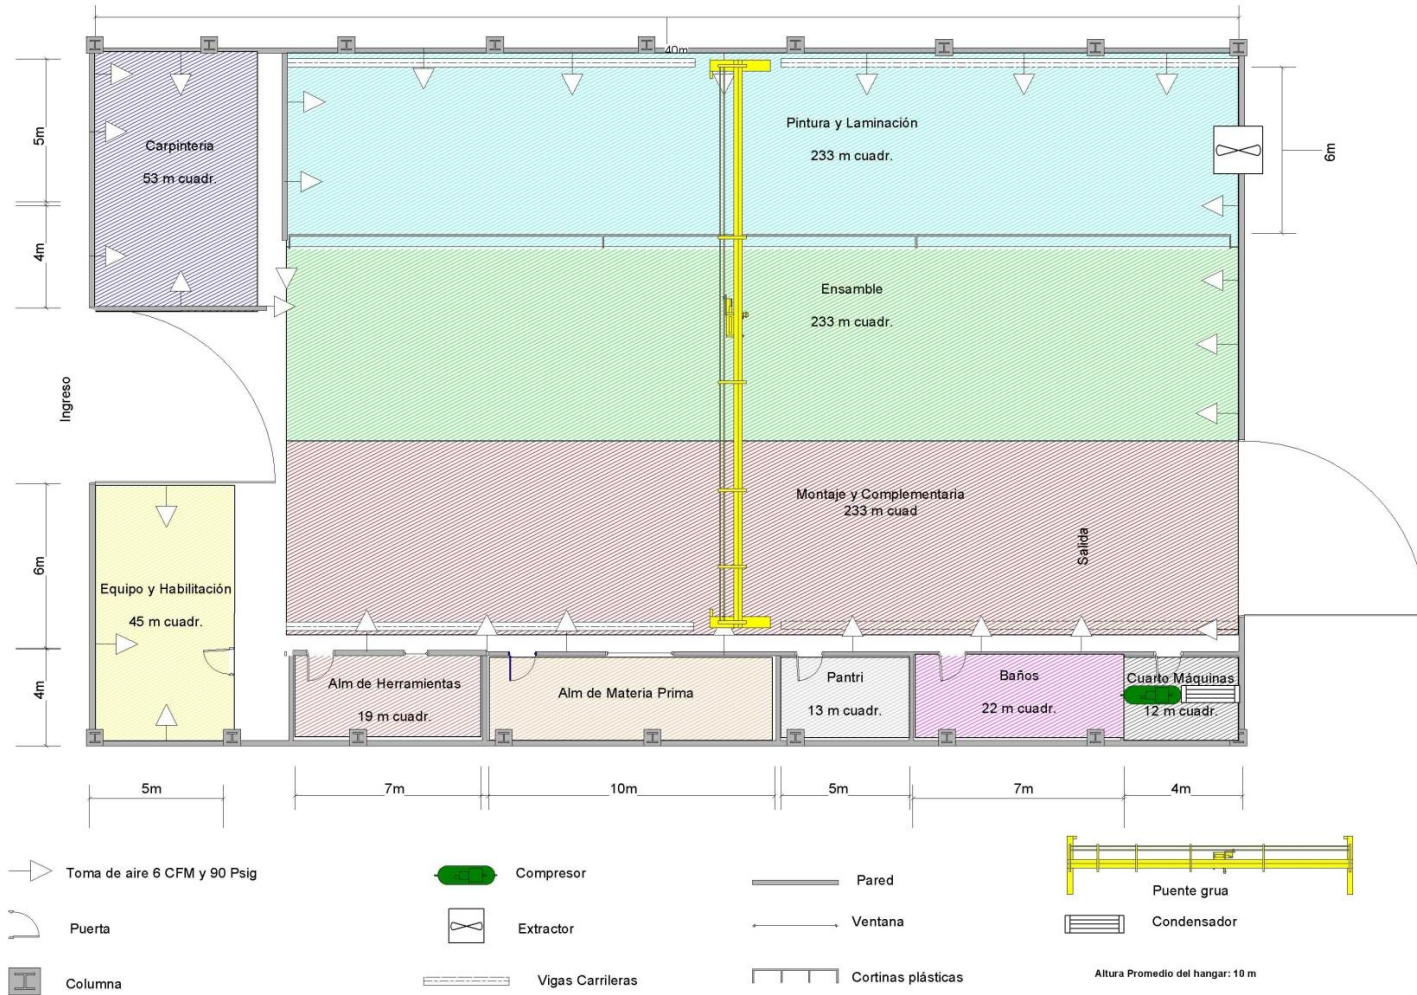 40m
5m
4m
Carpinteria
53 m cuadr.
Pintura y Laminación
233 m cuadr.
6m
Ensamble
233 m cuadr.
Ingreso
Montaje y Complementaria
233 m cuad
Salida
6m
4m
Equipo y Habilitación
45 m cuadr.
Alm de Herramientas
19 m cuadr.
Alm de Materia Prima
Pantri
13 m cuadr.
Baños
22 m cuadr.
Cuarto Máquinas
12 m cuadr.
5m
7m
10m
5m
7m
4m
Toma de aire 6 CFM y 90 Psig
Compresor
Pared
Puente grua
Puerta
Extractor
Ventana
Condensador
Columna
Vigas Carrileras
Cortinas plásticas
Altura Promedio del hangar: 10 m